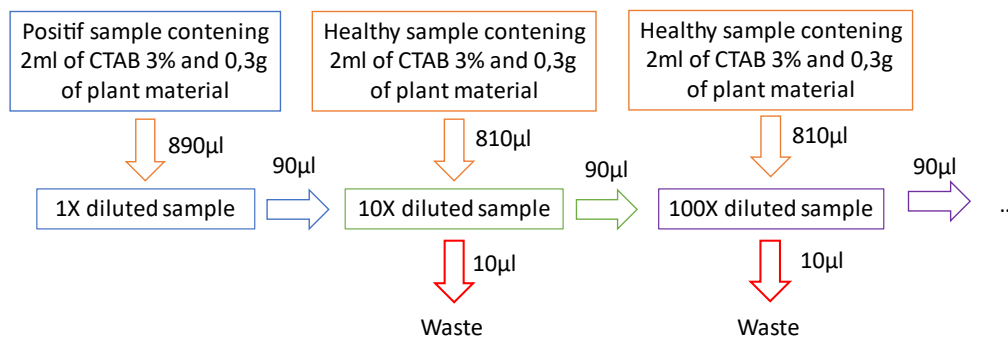 Positif sample contening
2ml of CTAB 3% and 0,3g
of plant material
Healthy sample contening
2ml of CTAB 3% and 0,3g
of plant material
Healthy sample contening
2ml of CTAB 3% and 0,3g
of plant material
890µl
810µl
810µl
90µl
90µl
90µl
1X diluted sample
10X diluted sample
100X diluted sample
..
10µl
10µl
Waste
Waste